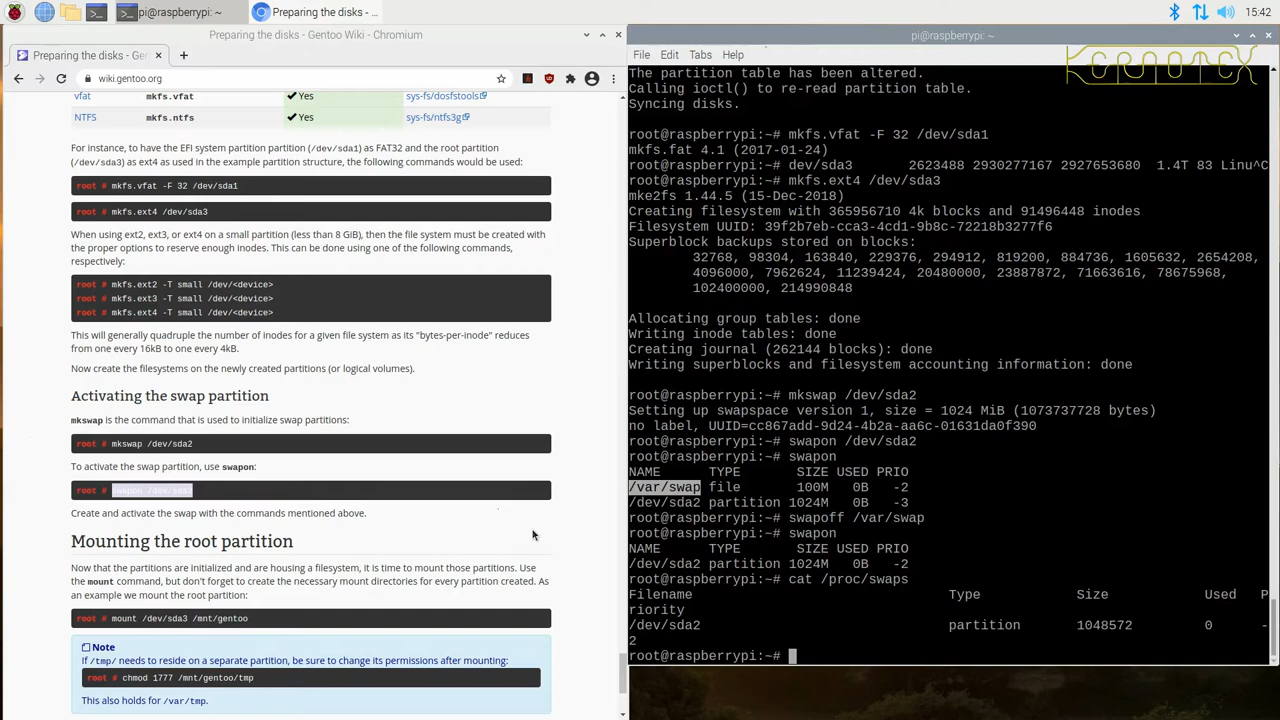 pi@raspberrypi: ~
Preparing the disks - ...
15:42
Preparing the disks - Gentoo Wiki - Chromium
Preparing the disks - Gen
wiki.gentoo.org
vfat mkfs.vfat Yes sys-fs/dosfstools
NTFS mkfs.ntfs Yes sys-fs/ntfs3g
For instance, to have the EFI system partition partition (/dev/sda1) as FAT32 and the root partition
(/dev/sda3) as ext4 as used in the example partition structure, the following commands would be used:
root # mkfs.vfat -F 32 /dev/sda1
root # mkfs.ext4 /dev/sda3
When using ext2, ext3, or ext4 on a small partition (less than 8 GiB), then the file system must be created with
the proper options to reserve enough inodes. This can be done using one of the following commands,
respectively:
root # mkfs.ext2 -T small /dev/<device>
root # mkfs.ext3 -T small /dev/<device>
root # mkfs.ext4 -T small /dev/<device>
This will generally quadruple the number of inodes for a given file system as its "bytes-per-inode" reduces
from one every 16kB to one every 4kB.
Now create the filesystems on the newly created partitions (or logical volumes).
Activating the swap partition
mkswap is the command that is used to initialize swap partitions:
root # mkswap /dev/sda2
To activate the swap partition, use swapon:
root # swapon /dev/sda2
Create and activate the swap with the commands mentioned above.
Mounting the root partition
Now that the partitions are initialized and are housing a filesystem, it is time to mount those partitions. Use
the mount command, but don't forget to create the necessary mount directories for every partition created. As
an example we mount the root partition:
root # mount /dev/sda3 /mnt/gentoo
Note
If /tmp/ needs to reside on a separate partition, be sure to change its permissions after mounting:
root # chmod 1777 /mnt/gentoo/tmp
This also holds for /var/tmp.
pi@raspberrypi: ~
File Edit Tabs Help
The partition table has been altered.
Calling ioctl() to re-read partition table.
Syncing disks.
root@raspberrypi:~# mkfs.vfat -F 32 /dev/sda1
mkfs.fat 4.1 (2017-01-24)
root@raspberrypi:~# dev/sda3 2623488 2930277167 2927653680 1.4T 83 Linu^C
root@raspberrypi:~# mkfs.ext4 /dev/sda3
mke2fs 1.44.5 (15-Dec-2018)
Creating filesystem with 365956710 4k blocks and 91496448 inodes
Filesystem UUID: 39f2b7eb-cca3-4cd1-9b8c-72218b3277f6
Superblock backups stored on blocks:
32768, 98304, 163840, 229376, 294912, 819200, 884736, 1605632, 2654208,
4096000, 7962624, 11239424, 20480000, 23887872, 71663616, 78675968,
102400000, 214990848
Allocating group tables: done
Writing inode tables: done
Creating journal (262144 blocks): done
Writing superblocks and filesystem accounting information: done
root@raspberrypi:~# mkswap /dev/sda2
Setting up swapspace version 1, size = 1024 MiB (1073737728 bytes)
no label, UUID=cc867add-9d24-4b2a-aa6c-01631da0f390
root@raspberrypi:~# swapon /dev/sda2
root@raspberrypi:~# swapon
NAME TYPE SIZE USED PRIO
/var/swap file 100M 0B -2
/dev/sda2 partition 1024M 0B -3
root@raspberrypi:~# swapoff /var/swap
root@raspberrypi:~# swapon
NAME TYPE SIZE USED PRIO
/dev/sda2 partition 1024M 0B -2
root@raspberrypi:~# cat /proc/swaps
Filename Type Size Used P
riority
/dev/sda2 partition 1048572 0 -
2
root@raspberrypi:~#